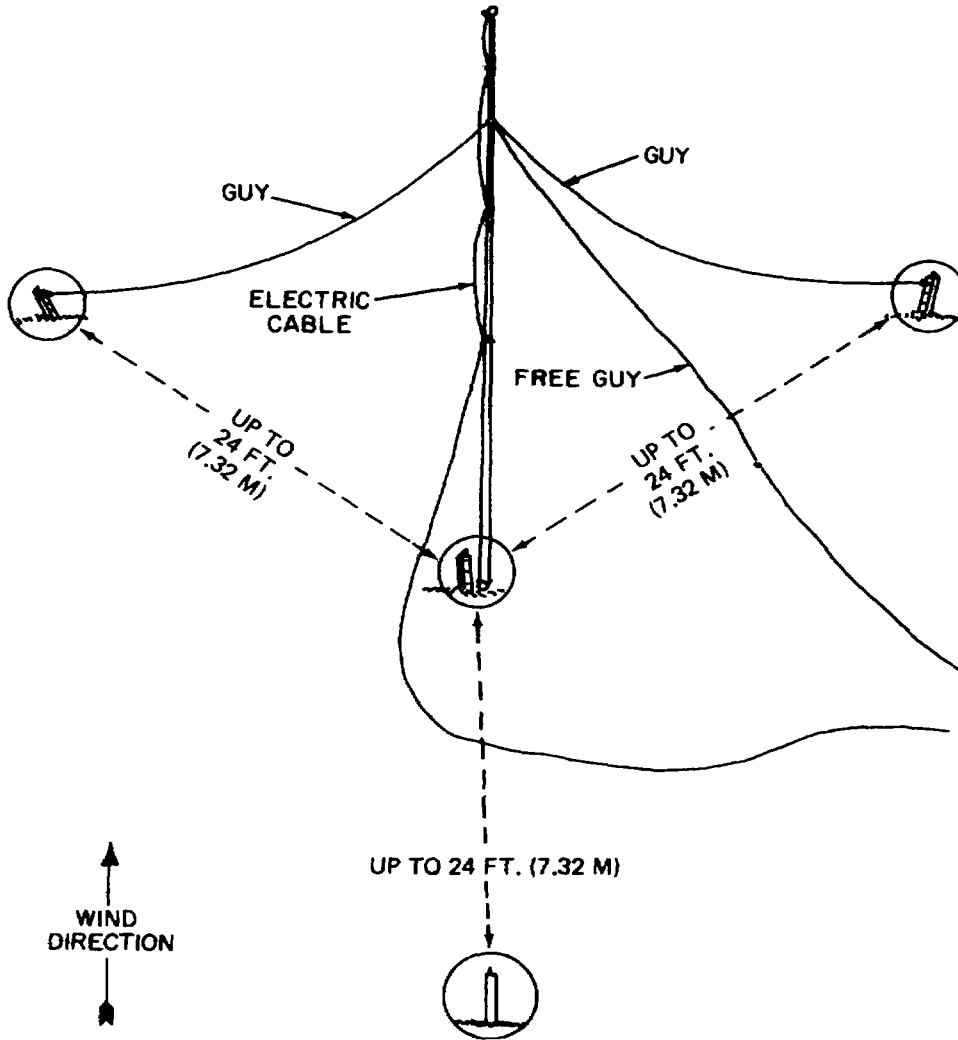 GUY
GUY
ELECTRIC
CABLE
FREE GUY
UP TO
24 FT.
(7.32 M)
UP TO
24 FT.
(7.32 M)
UP TO 24 FT. (7.32 M)
WIND
DIRECTION